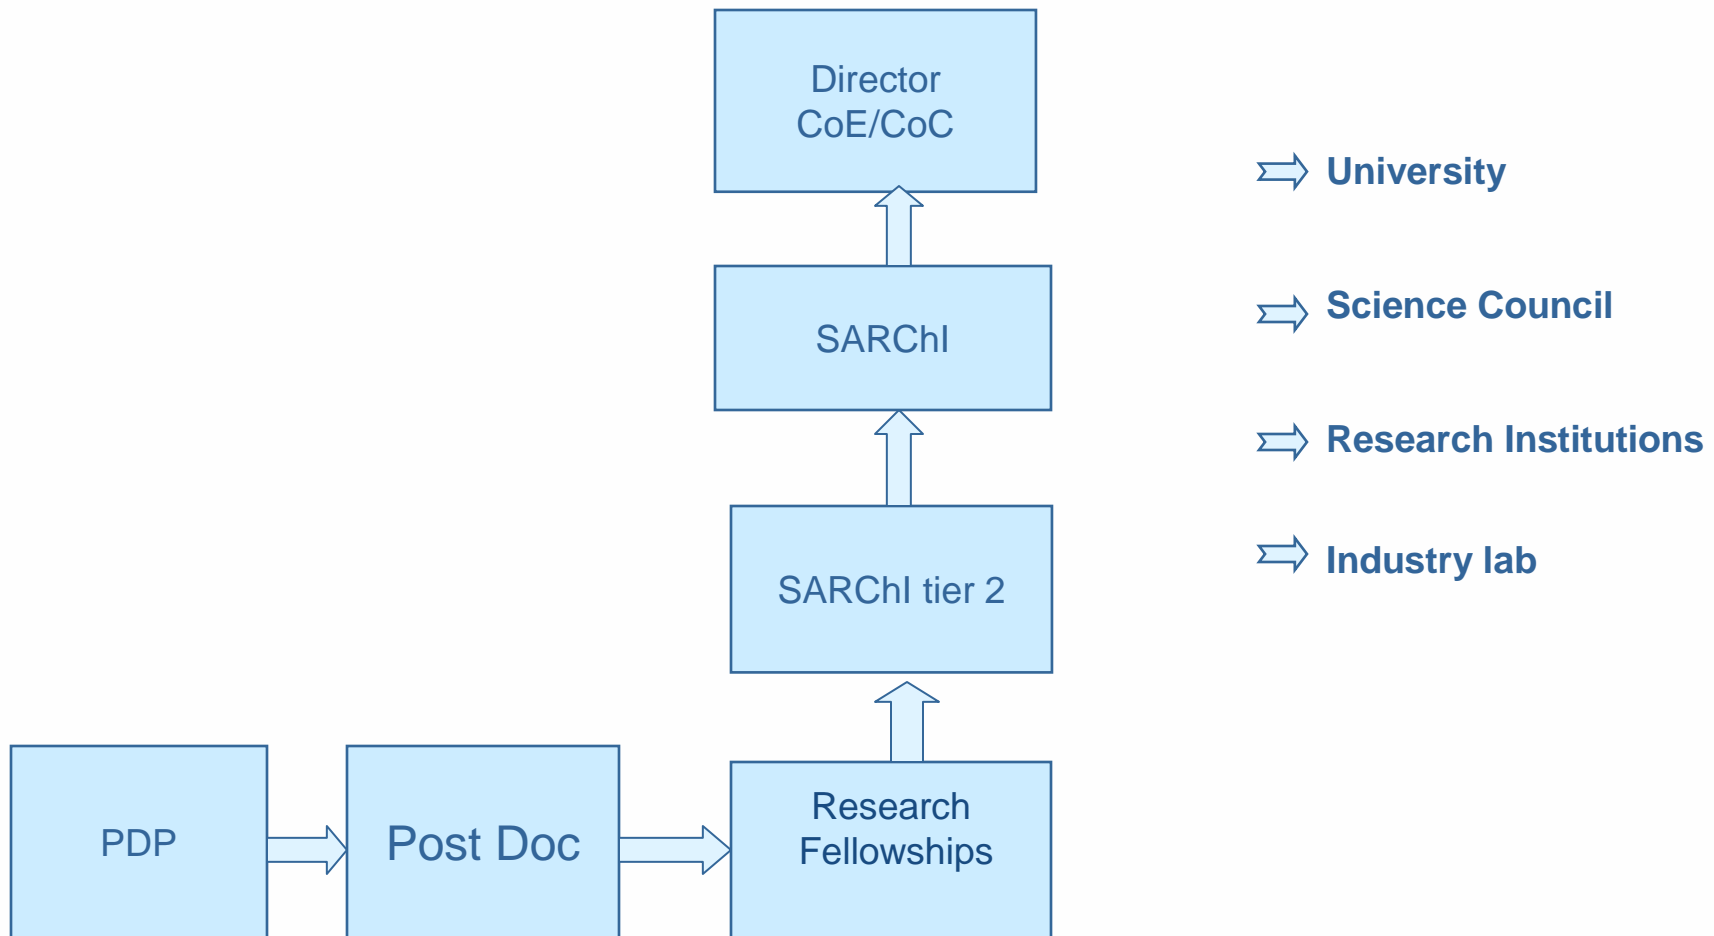 Director
CoE/CoC
University
Science Council
SARChI
Research Institutions
Industry lab
SARChI tier 2
PDP
Post Doc
Research
Fellowships